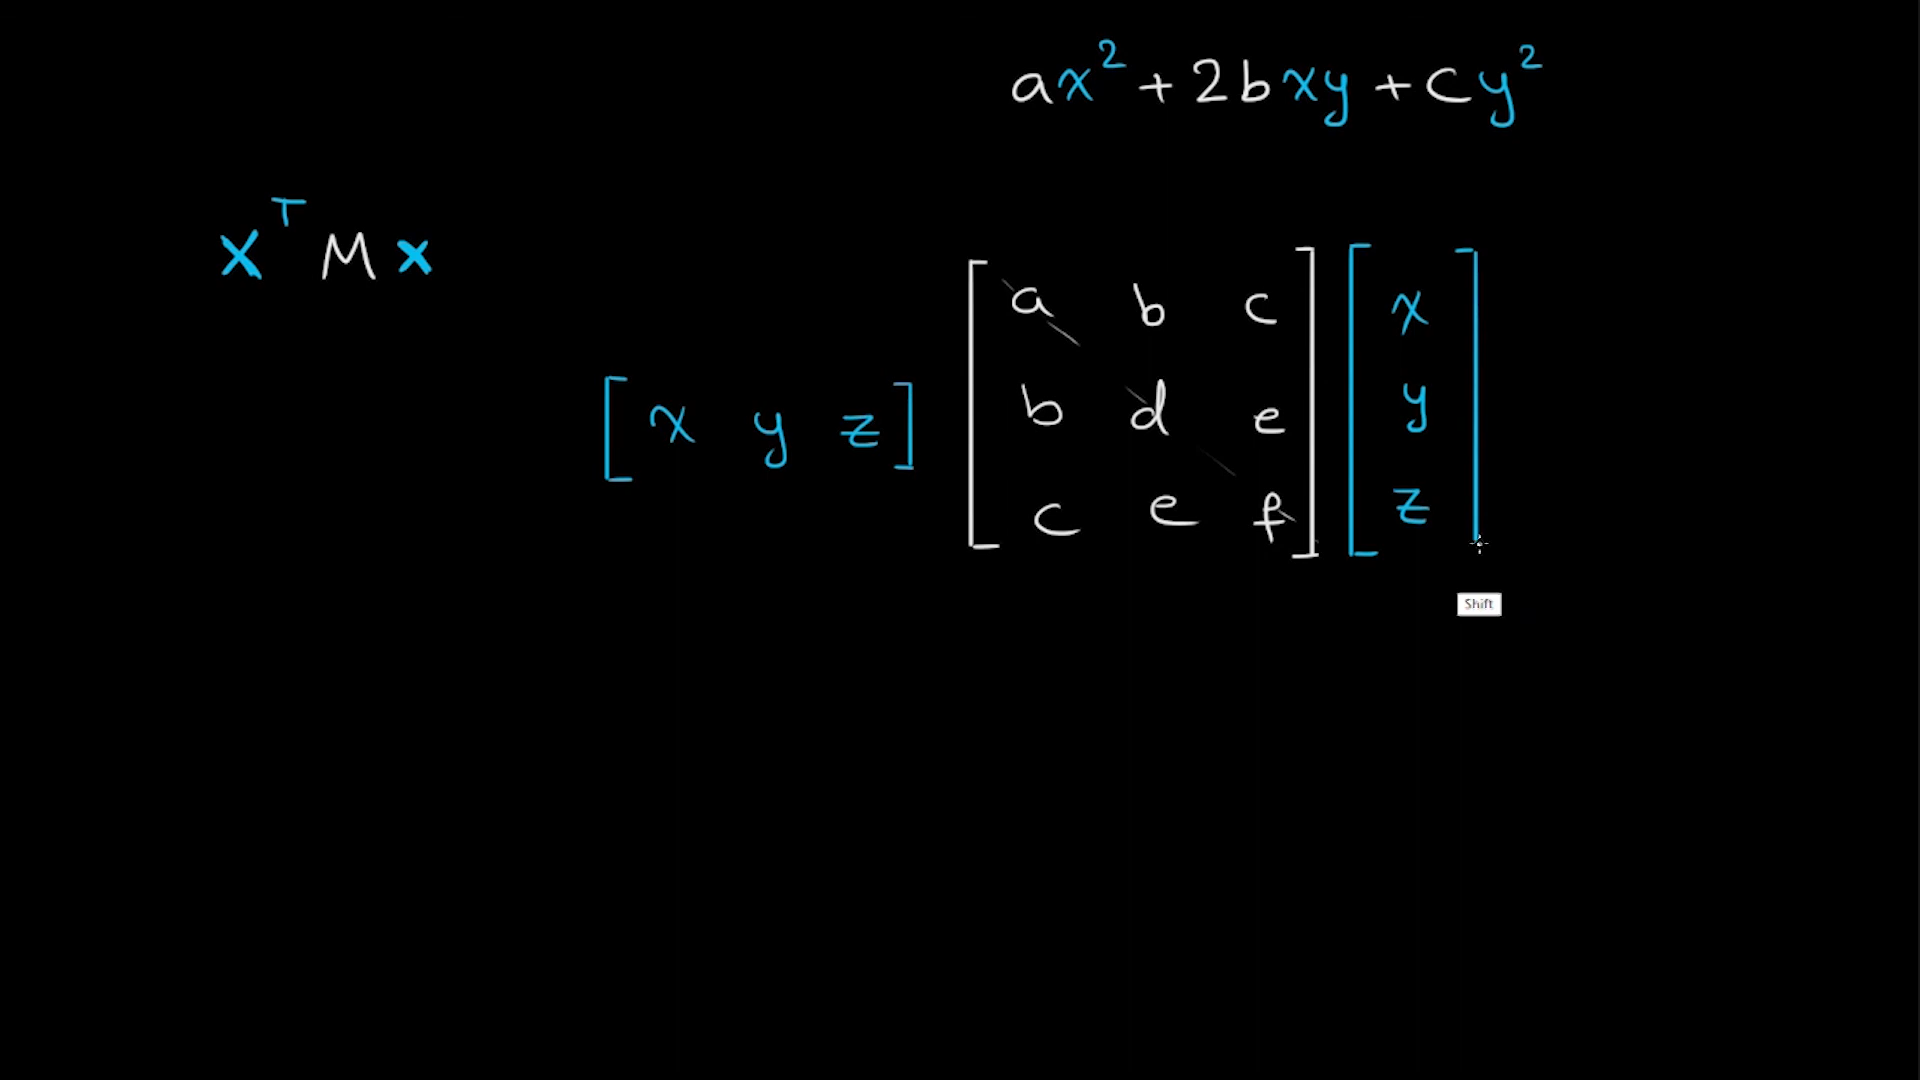 ax² + 2bxy + cy²
xᵀMx
[x y z] [a b c
b d e
c e f] [x
y
z]
Shift